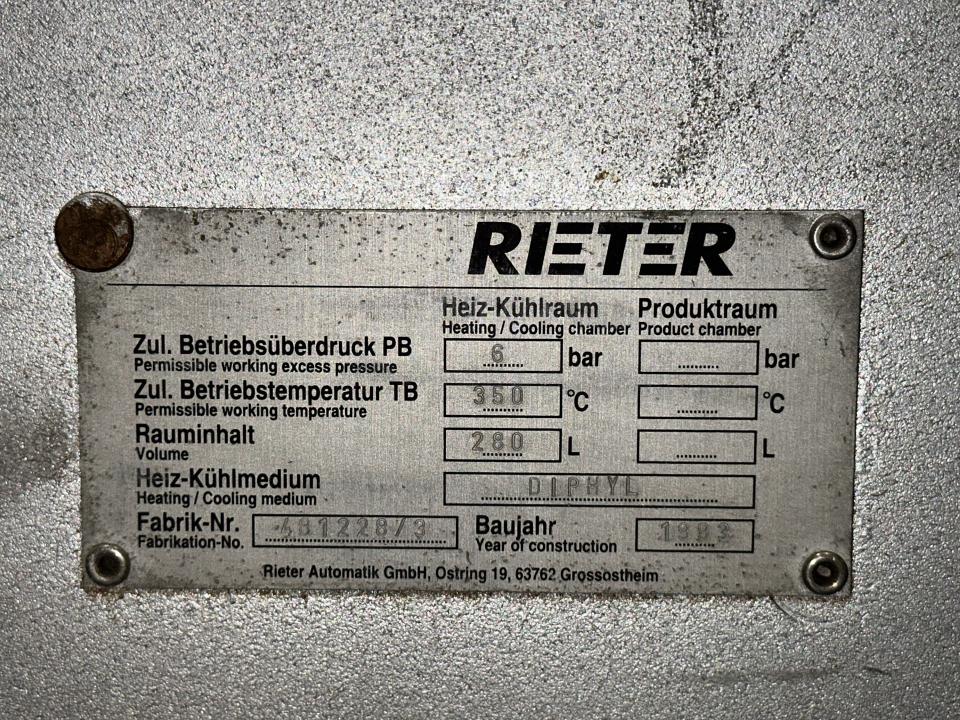 RIETER
Heiz-Kühlraum Produktraum
Heating / Cooling chamber Product chamber
Zul. Betriebsüberdruck PB 6 bar bar
Permissible working excess pressure
Zul. Betriebstemperatur TB 350 °C °C
Permissible working temperature
Rauminhalt 280 L L
Volume
Heiz-Kühlmedium DIPHYL
Heating / Cooling medium
Fabrik-Nr. Baujahr
Fabrikation-No. Year of construction
Rieter Automatik GmbH, Ostring 19, 63762 Grossostheim